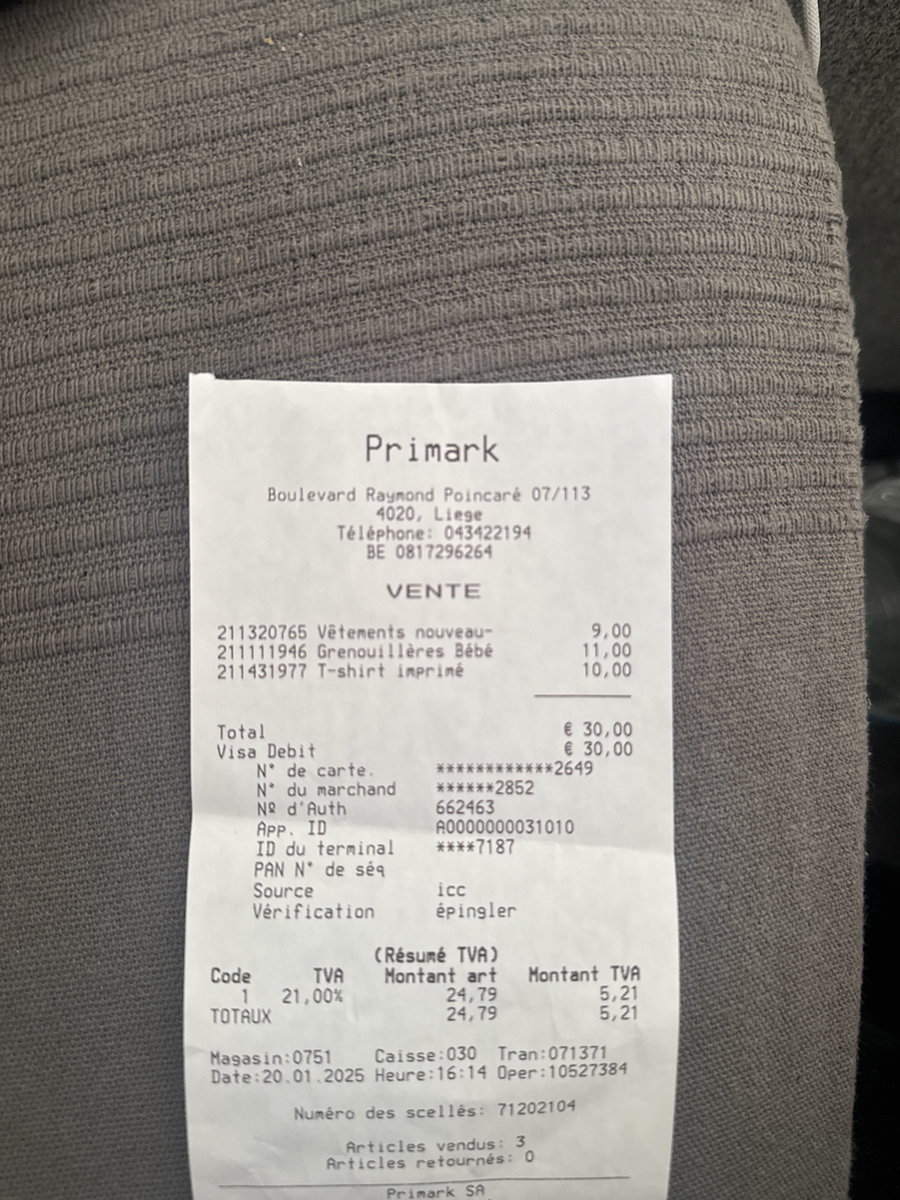 Primark
Boulevard Raymond Poincaré 07/113
4020, Liege
Téléphone: 043422194
BE 0817296264
VENTE
211320765 Vêtements nouveau- 9,00
211111946 Grenouillères Bébé 11,00
211431977 T-shirt imprimé 10,00
Total € 30,00
Visa Debit € 30,00
N° de carte. ************2649
N° du marchand ******2852
Nº d'Auth 662463
App. ID A0000000031010
ID du terminal ****7187
PAN N° de séq
Source icc
Vérification épingler
(Résumé TVA)
Code TVA Montant art Montant TVA
1 21,00% 24,79 5,21
TOTAUX 24,79 5,21
Magasin:0751 Caisse:030 Tran:071371
Date:20.01.2025 Heure:16:14 Oper:10527384
Numéro des scellés: 71202104
Articles vendus: 3
Articles retournés: 0
Primark SA